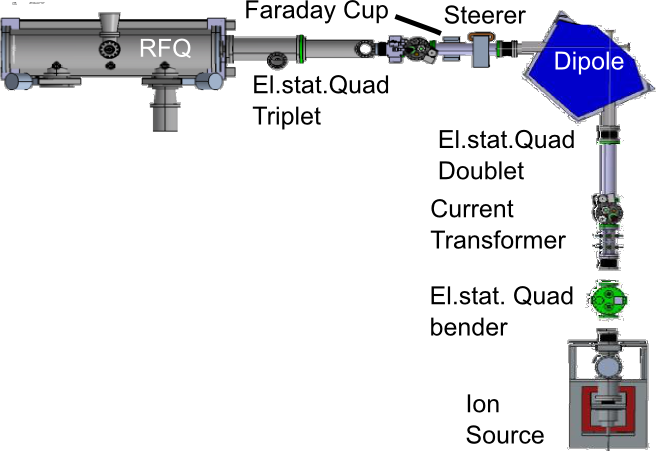 Faraday Cup
Steerer
RFQ
Dipole
El.stat.Quad
Triplet
El.stat.Quad
Doublet
Current
Transformer
El.stat. Quad
bender
Ion
Source